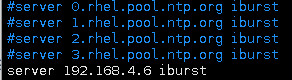 #server 0.rhel.pool.ntp.org iburst
#server 1.rhel.pool.ntp.org iburst
#server 2.rhel.pool.ntp.org iburst
#server 3.rhel.pool.ntp.org iburst
server 192.168.4.6 iburst